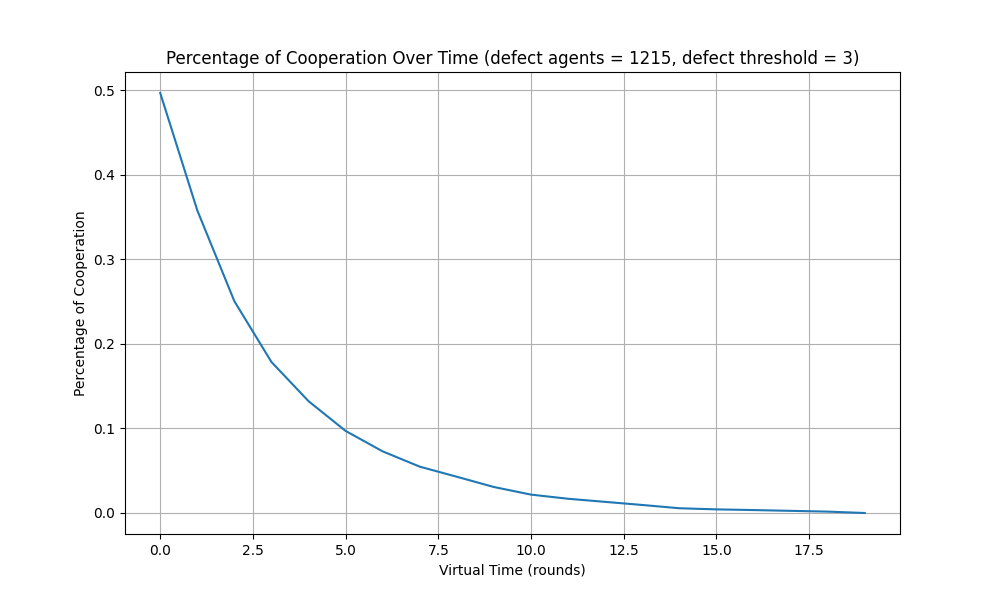 Percentage of Cooperation Over Time (defect agents = 1215, defect threshold = 3)
Percentage of Cooperation
0.5
0.4
0.3
0.2
0.1
0.0
0.0 2.5 5.0 7.5 10.0 12.5 15.0 17.5
Virtual Time (rounds)